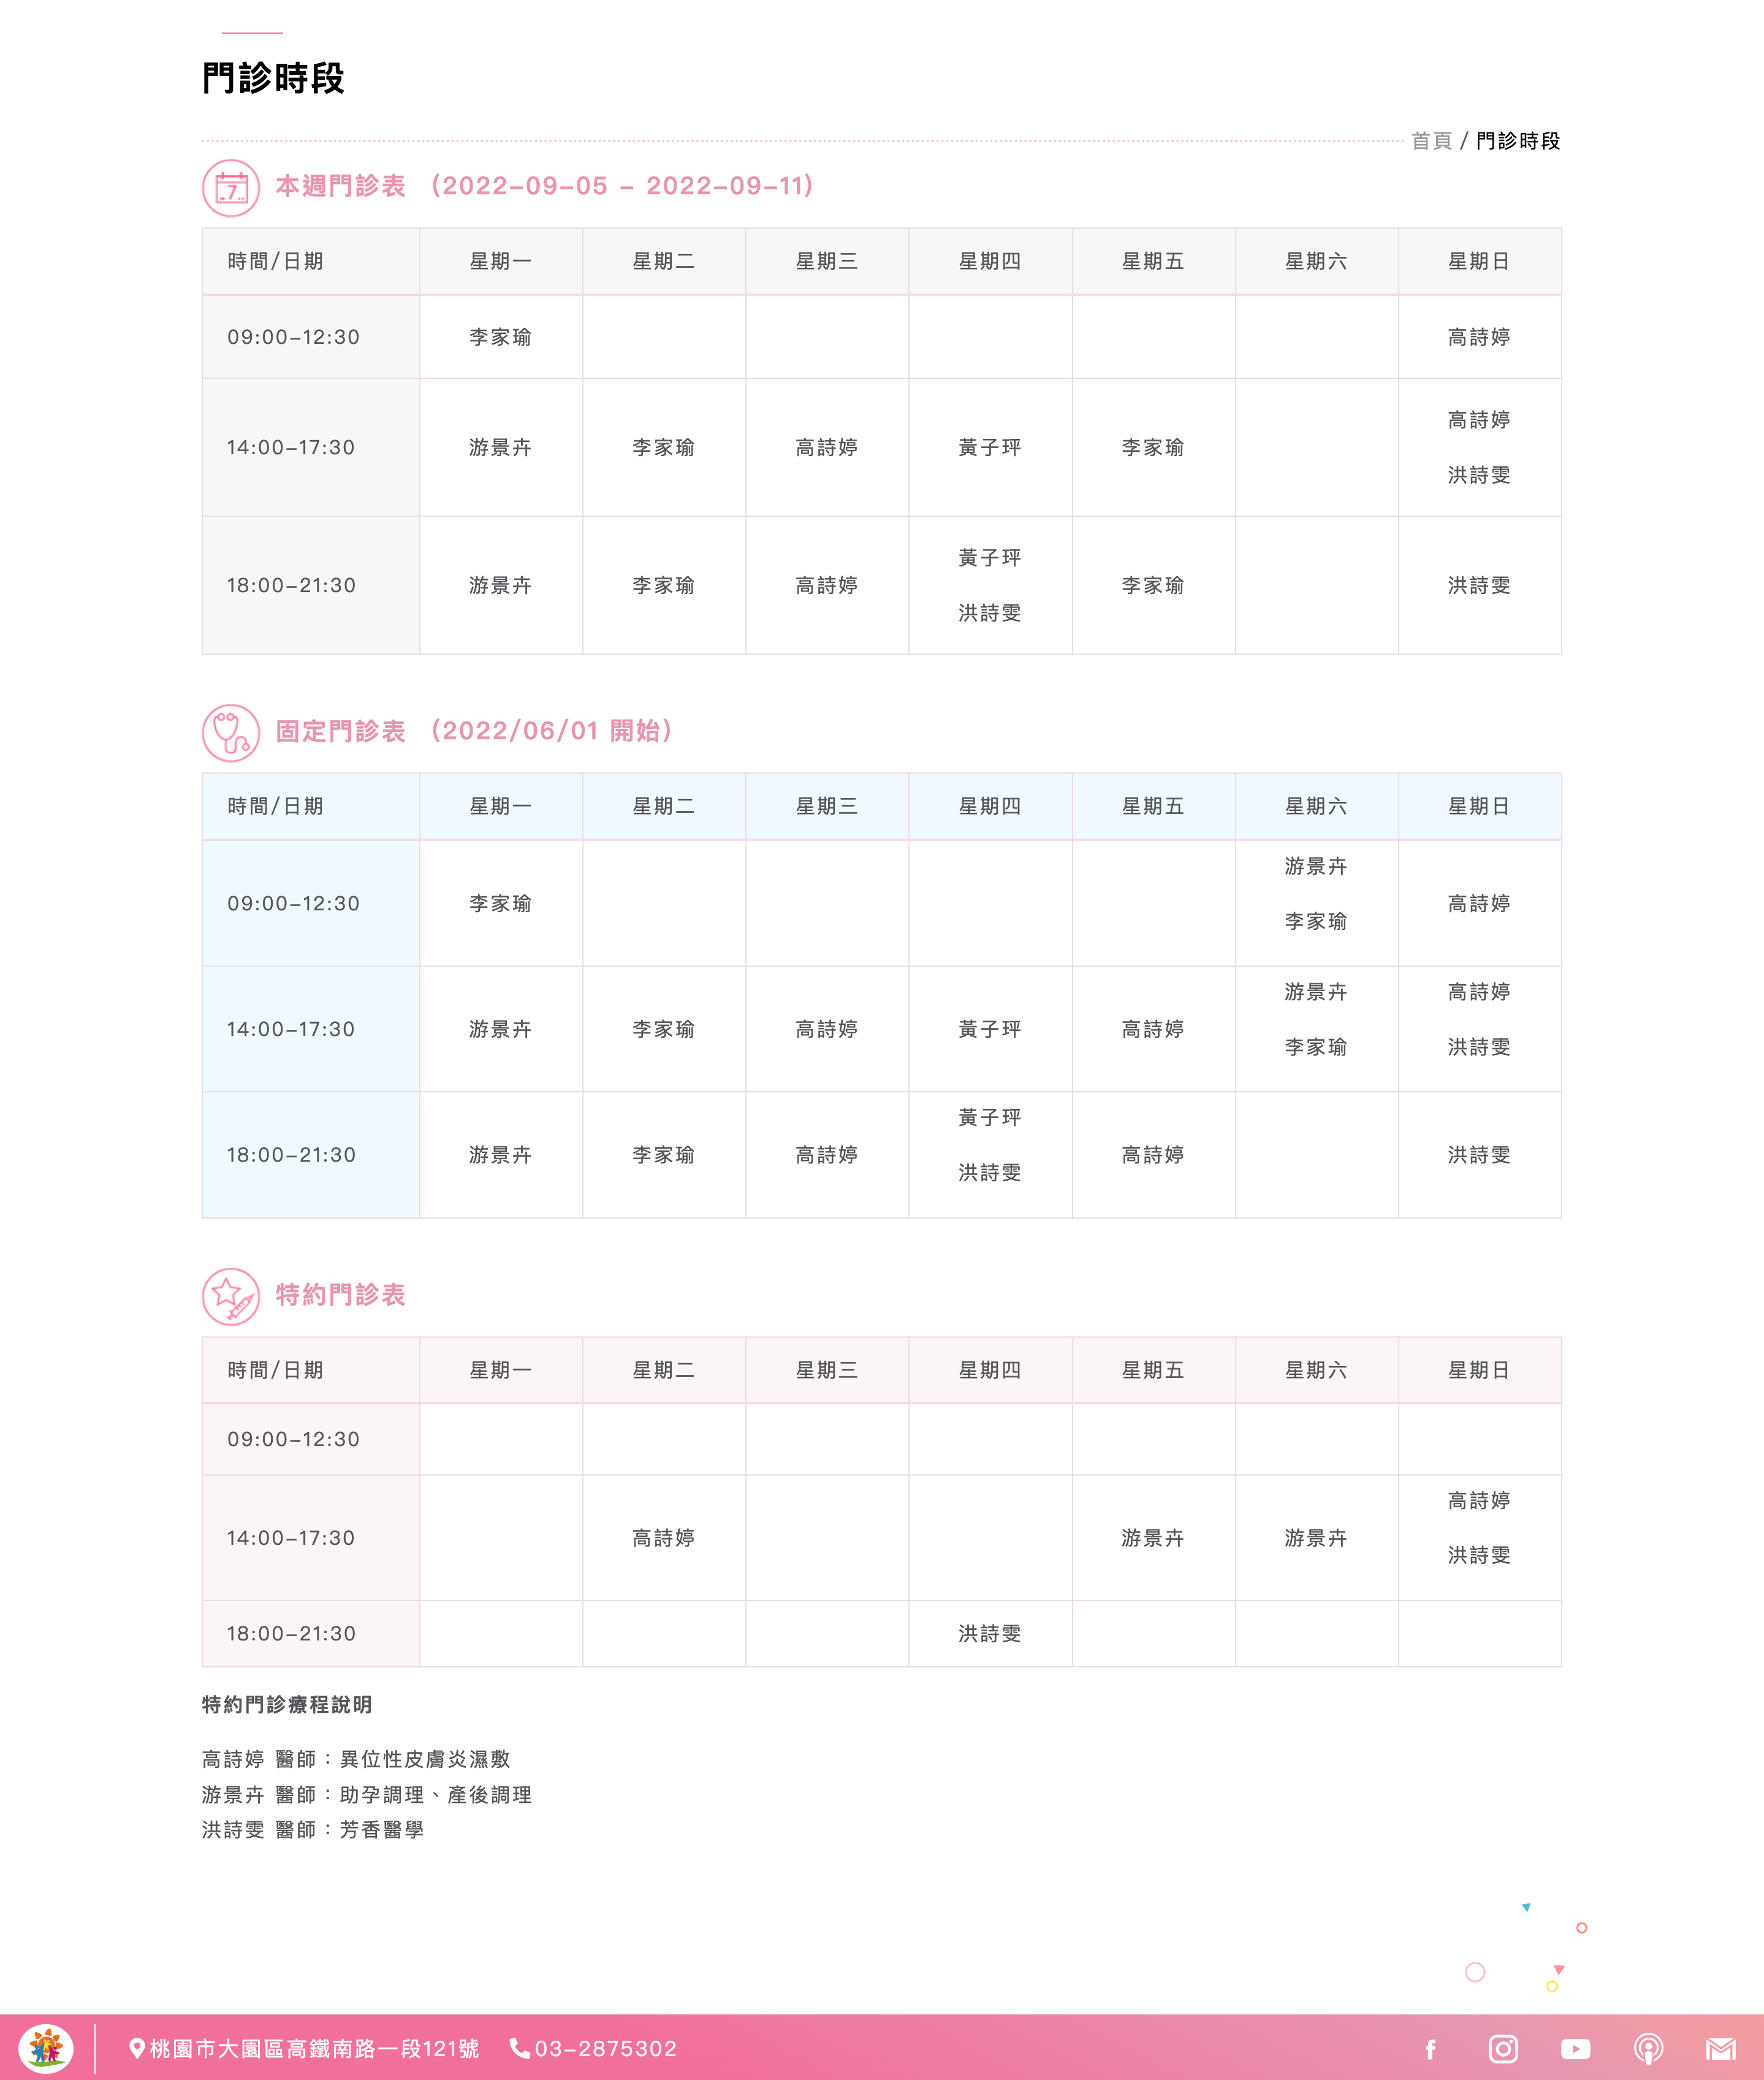 門診時段
首頁 / 門診時段
本週門診表 (2022-09-05 - 2022-09-11)
時間/日期 星期一 星期二 星期三 星期四 星期五 星期六 星期日
09:00-12:30 李家瑜 高詩婷
14:00-17:30 游景卉 李家瑜 高詩婷 黃子玶 李家瑜 高詩婷 洪詩雯
18:00-21:30 游景卉 李家瑜 高詩婷 黃子玶 洪詩雯 李家瑜 洪詩雯
固定門診表 (2022/06/01 開始)
時間/日期 星期一 星期二 星期三 星期四 星期五 星期六 星期日
09:00-12:30 李家瑜 游景卉 李家瑜 高詩婷
14:00-17:30 游景卉 李家瑜 高詩婷 黃子玶 高詩婷 游景卉 李家瑜 高詩婷 洪詩雯
18:00-21:30 游景卉 李家瑜 高詩婷 黃子玶 洪詩雯 高詩婷 洪詩雯
特約門診表
時間/日期 星期一 星期二 星期三 星期四 星期五 星期六 星期日
09:00-12:30
14:00-17:30 高詩婷 游景卉 游景卉 高詩婷 洪詩雯
18:00-21:30 洪詩雯
特約門診療程說明
高詩婷 醫師：異位性皮膚炎濕敷
游景卉 醫師：助孕調理、產後調理
洪詩雯 醫師：芳香醫學
桃園市大園區高鐵南路一段121號 03-2875302